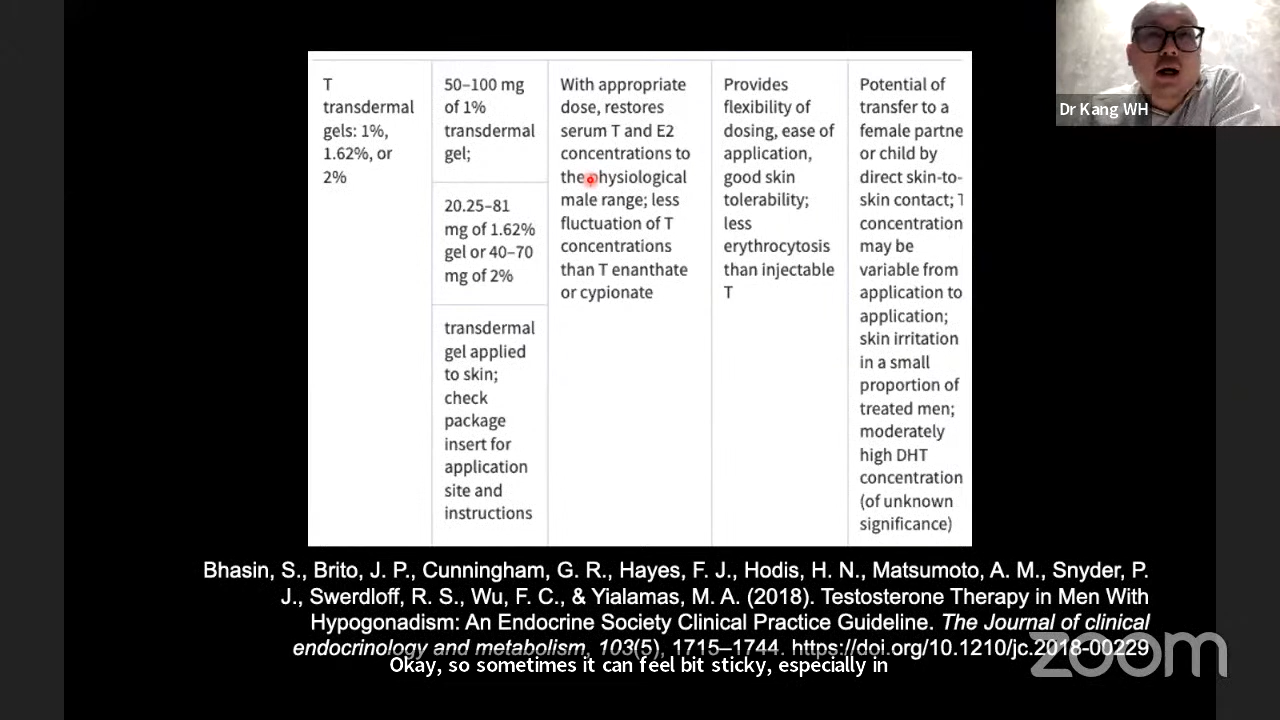 T
transdermal
gels: 1%,
1.62%, or
2%
50–100 mg
of 1%
transdermal
gel;
20.25–81
mg of 1.62%
gel or 40–70
mg of 2%
transdermal
gel applied
to skin;
check
package
insert for
application
site and
instructions
With appropriate
dose, restores
serum T and E2
concentrations to
the physiological
male range; less
fluctuation of T
concentrations
than T enanthate
or cypionate
Provides
flexibility of
dosing, ease of
application,
good skin
tolerability;
less
erythrocytosis
than injectable
T
Potential of
transfer to a
female partne
or child by
direct skin-to-
skin contact; T
concentration
may be
variable from
application to
application;
skin irritation
in a small
proportion of
treated men;
moderately
high DHT
concentration
(of unknown
significance)
Dr Kang WH
Bhasin, S., Brito, J. P., Cunningham, G. R., Hayes, F. J., Hodis, H. N., Matsumoto, A. M., Snyder, P.
J., Swerdloff, R. S., Wu, F. C., & Yialamas, M. A. (2018). Testosterone Therapy in Men With
Hypogonadism: An Endocrine Society Clinical Practice Guideline. The Journal of clinical
endocrinology and metabolism, 103(5), 1715–1744. https://doi.org/10.1210/jc.2018-00229
Okay, so sometimes it can feel bit sticky, especially in
zoom